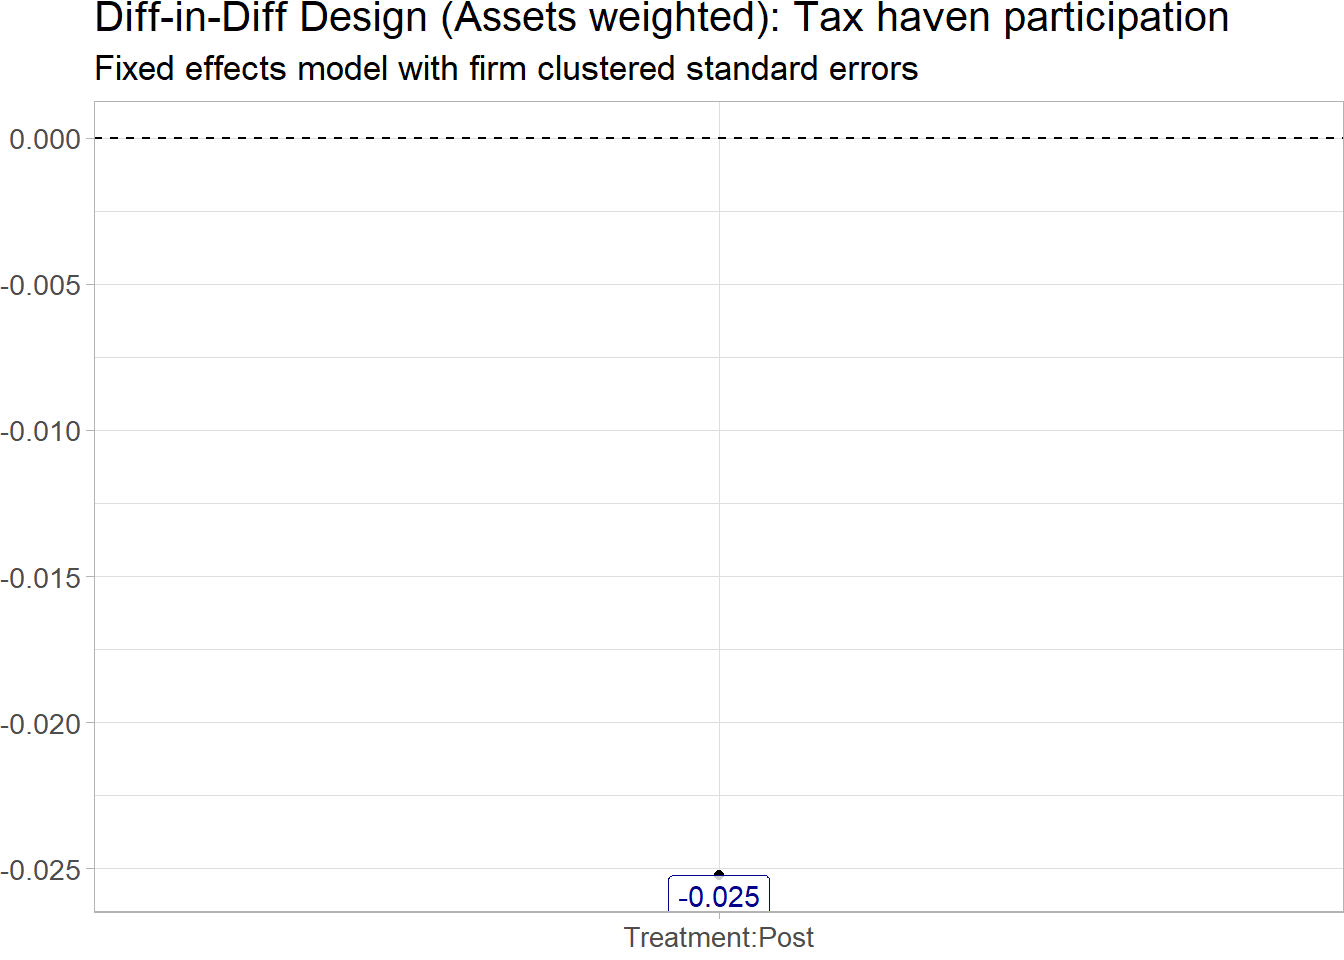 Diff-in-Diff Design (Assets weighted): Tax haven participation
Fixed effects model with firm clustered standard errors
0.000
-0.005
-0.010
-0.015
-0.020
-0.025
-0.025
Treatment:Post